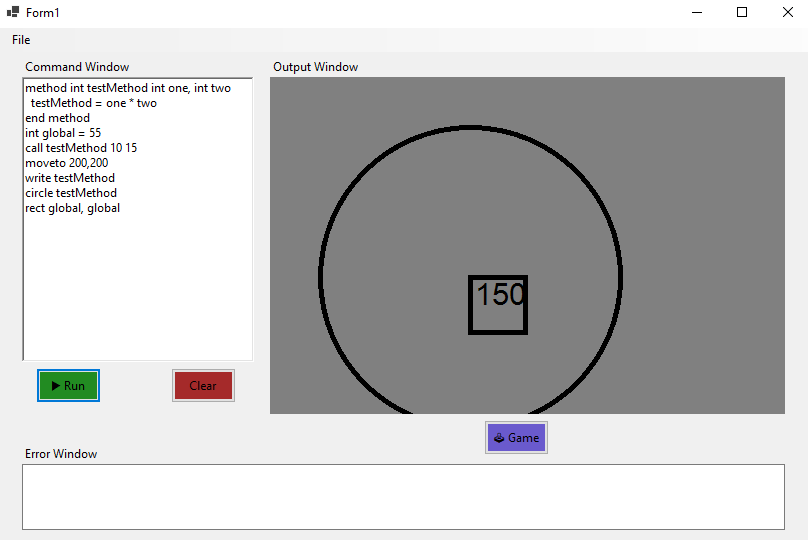 Form1
File
Command Window
method int testMethod int one, int two
testMethod = one * two
end method
int global = 55
call testMethod 10 15
moveto 200,200
write testMethod
circle testMethod
rect global, global
Run
Clear
Output Window
150
Game
Error Window